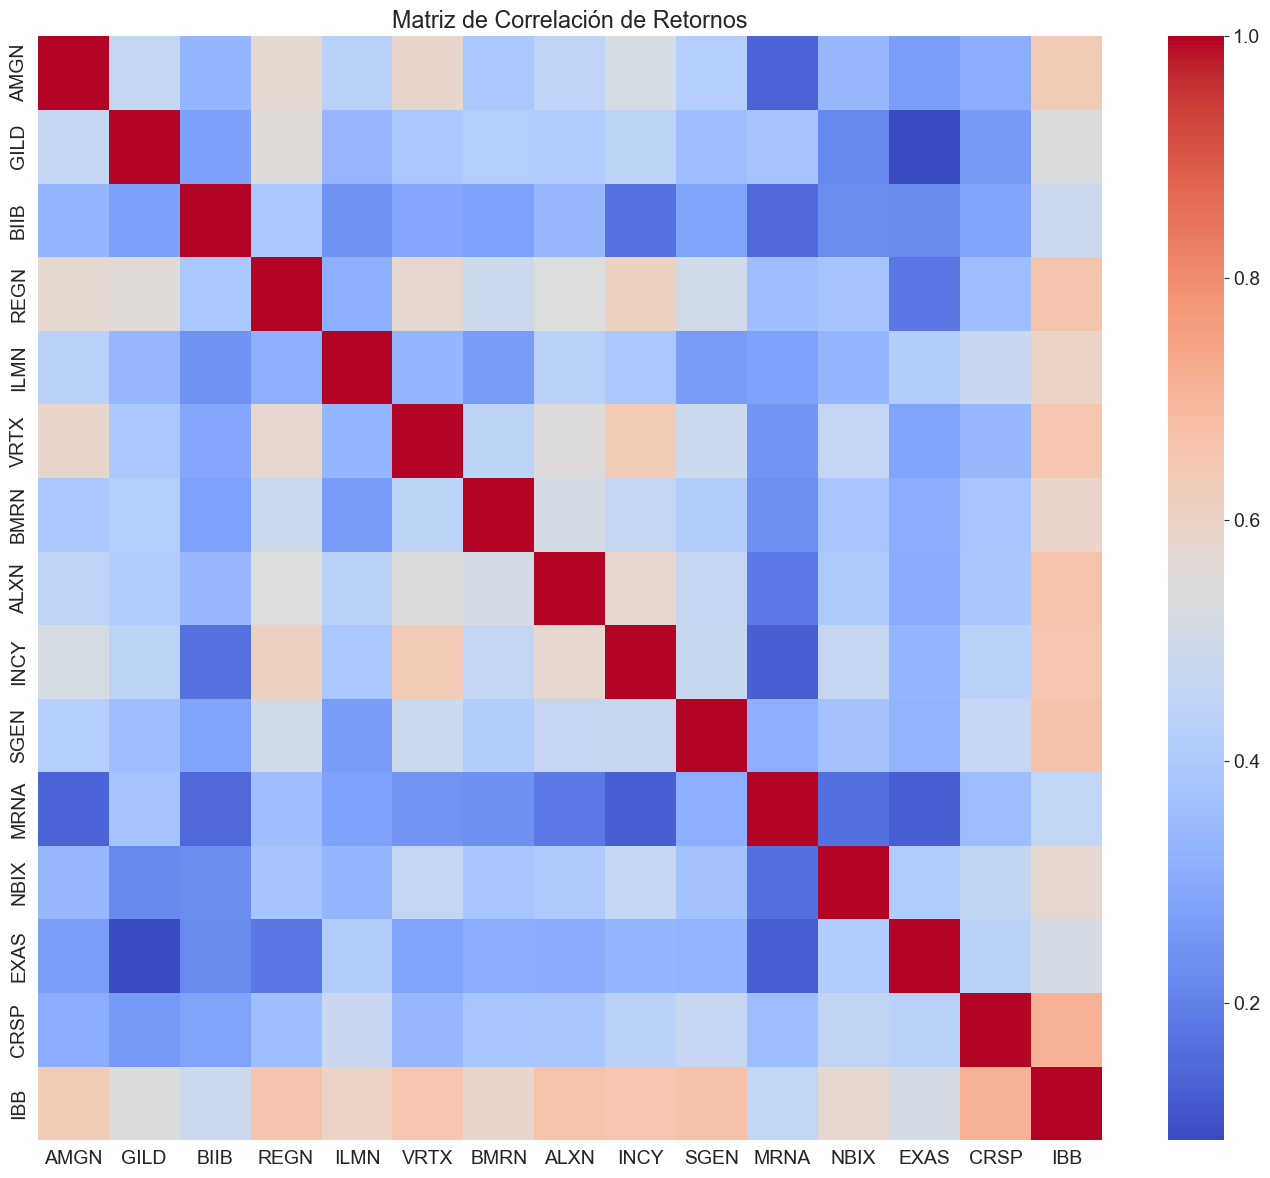 Matriz de Correlación de Retornos
AMGN
GILD
BIIB
REGN
ILMN
VRTX
BMRN
ALXN
INCY
SGEN
MRNA
NBIX
EXAS
CRSP
IBB
AMGN GILD BIIB REGN ILMN VRTX BMRN ALXN INCY SGEN MRNA NBIX EXAS CRSP IBB
1.0
0.8
0.6
0.4
0.2